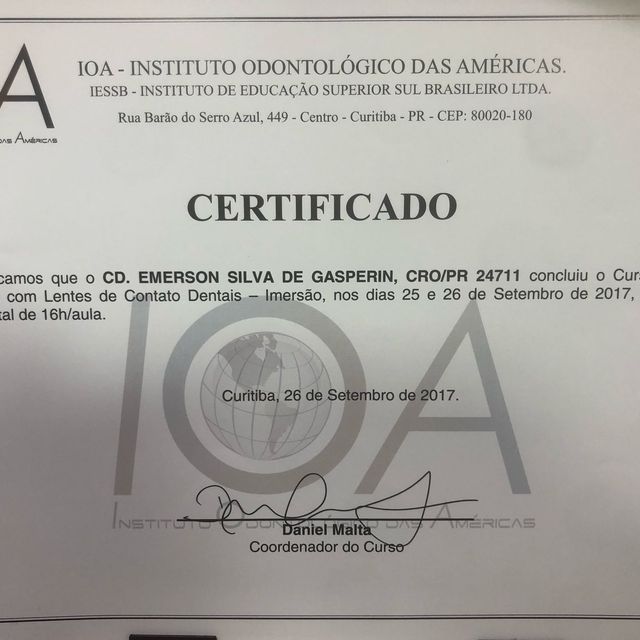 A
IOA - INSTITUTO ODONTOLÓGICO DAS AMÉRICAS.
IESSB - INSTITUTO DE EDUCAÇÃO SUPERIOR SUL BRASILEIRO LTDA.
Rua Barão do Serro Azul, 449 - Centro - Curitiba - PR - CEP: 80020-180
DAS AMÉRICAS
CERTIFICADO
camos que o CD. EMERSON SILVA DE GASPERIN, CRO/PR 24711 concluiu o Curs
com Lentes de Contato Dentais – Imersão, nos dias 25 e 26 de Setembro de 2017,
tal de 16h/aula.
IOA
Curitiba, 26 de Setembro de 2017.
INSTITUTO ODONTOLÓGICO DAS AMÉRICAS
Daniel Malta
Coordenador do Curso